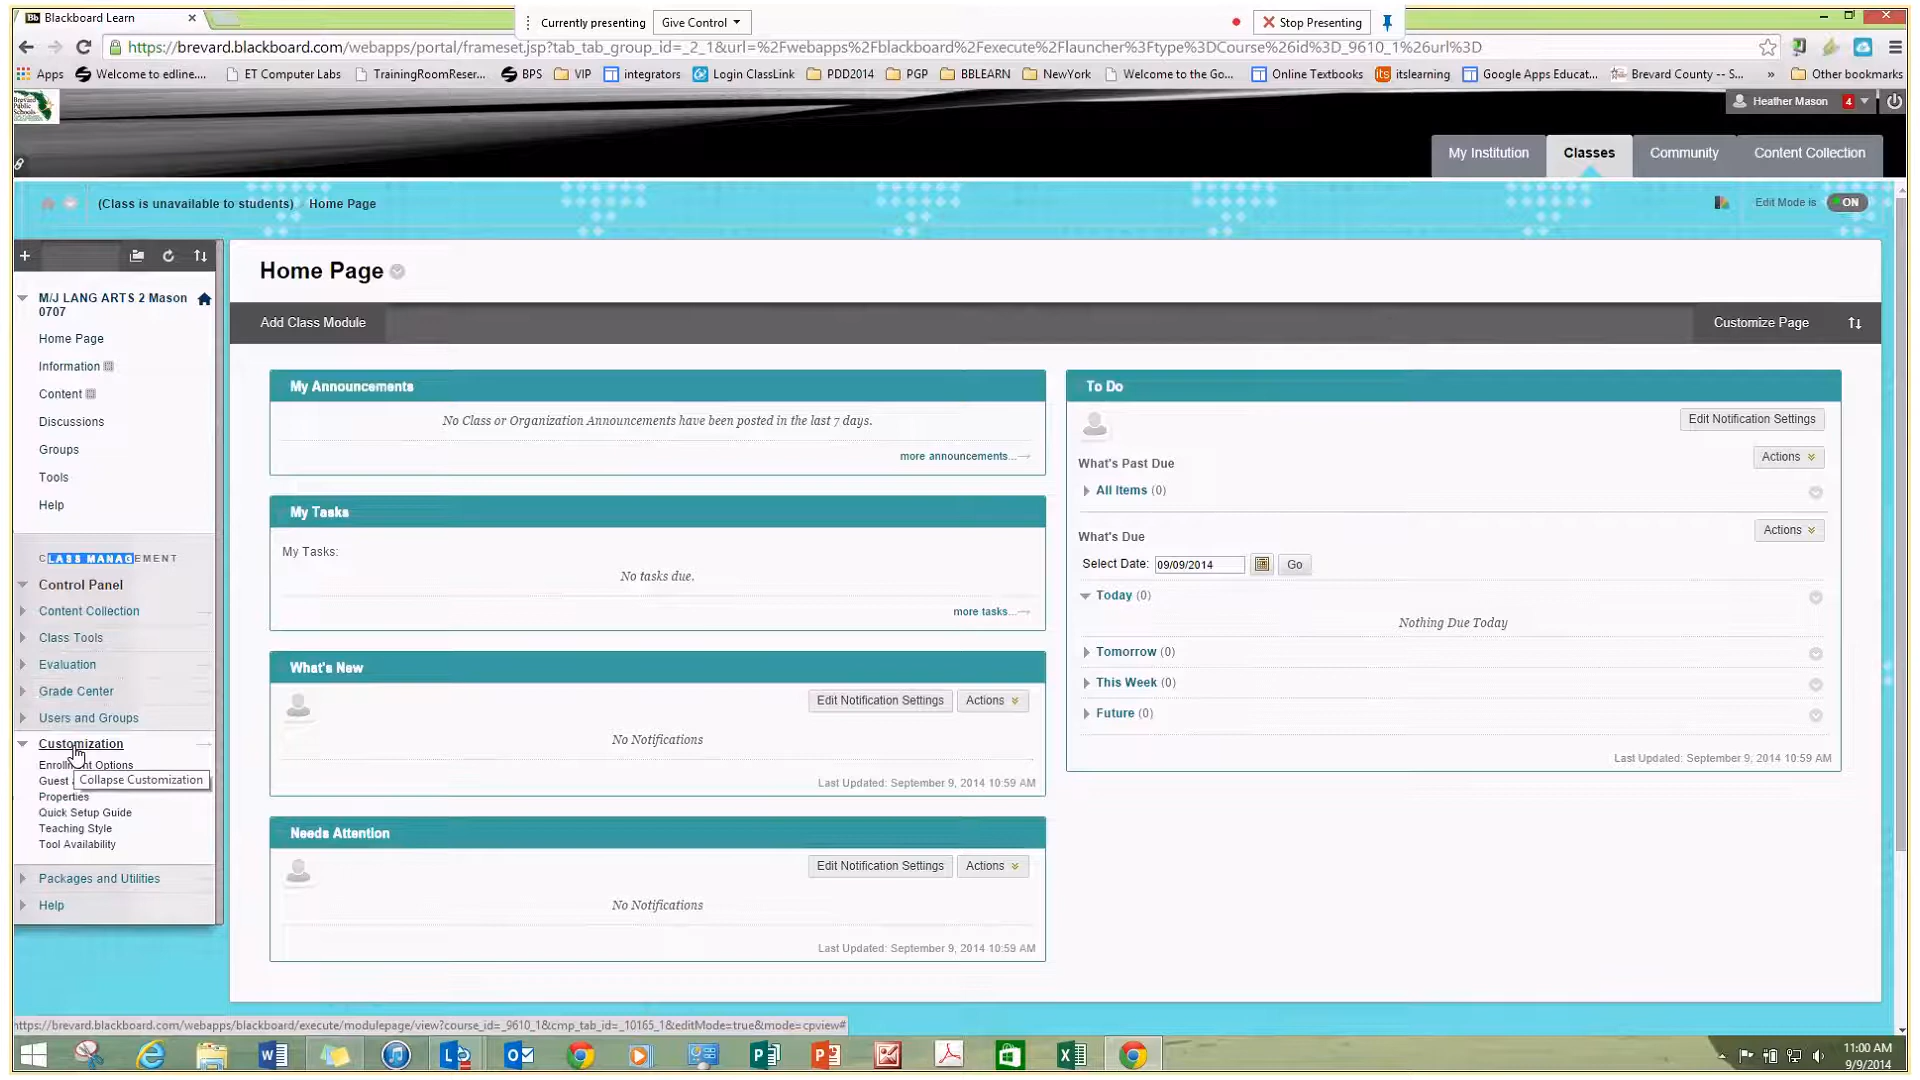 Blackboard Learn
Currently presenting
Give Control
Stop Presenting
https://brevard.blackboard.com/webapps/portal/frameset.jsp?tab_tab_group_id=_2_1&url=%2Fwebapps%2Fblackboard%2Fexecute%2Flauncher%3Ftype%3DCourse%26id%3D_9610_1%26url%3D
Apps
Welcome to edline....
ET Computer Labs
TrainingRoomReser...
BPS
VIP
integrators
Login ClassLink
PDD2014
PGP
BBLEARN
NewYork
Welcome to the Go...
Online Textbooks
itslearning
Google Apps Educat...
Brevard County -- S...
»
Other bookmarks
Brevard
Public
Schools
Heather Mason
4
My Institution
Classes
Community
Content Collection
(Class is unavailable to students)
Home Page
Edit Mode is
ON
M/J LANG ARTS 2 Mason
0707
Home Page
Information
Content
Discussions
Groups
Tools
Help
CLASS MANAGEMENT
Control Panel
Content Collection
Class Tools
Evaluation
Grade Center
Users and Groups
Customization
Enrollment Options
Guest
Collapse Customization
Properties
Quick Setup Guide
Teaching Style
Tool Availability
Packages and Utilities
Help
Home Page
Add Class Module
Customize Page
My Announcements
No Class or Organization Announcements have been posted in the last 7 days.
more announcements...
My Tasks
My Tasks:
No tasks due.
more tasks...
What's New
Edit Notification Settings
Actions
No Notifications
Last Updated: September 9, 2014 10:59 AM
Needs Attention
Edit Notification Settings
Actions
No Notifications
Last Updated: September 9, 2014 10:59 AM
To Do
Edit Notification Settings
What's Past Due
Actions
All Items (0)
What's Due
Actions
Select Date:
09/09/2014
Go
Today (0)
Nothing Due Today
Tomorrow (0)
This Week (0)
Future (0)
Last Updated: September 9, 2014 10:59 AM
https://brevard.blackboard.com/webapps/blackboard/execute/modulepage/view?course_id=_9610_1&cmp_tab_id=_10165_1&editMode=true&mode=cpview#
11:00 AM
9/9/2014